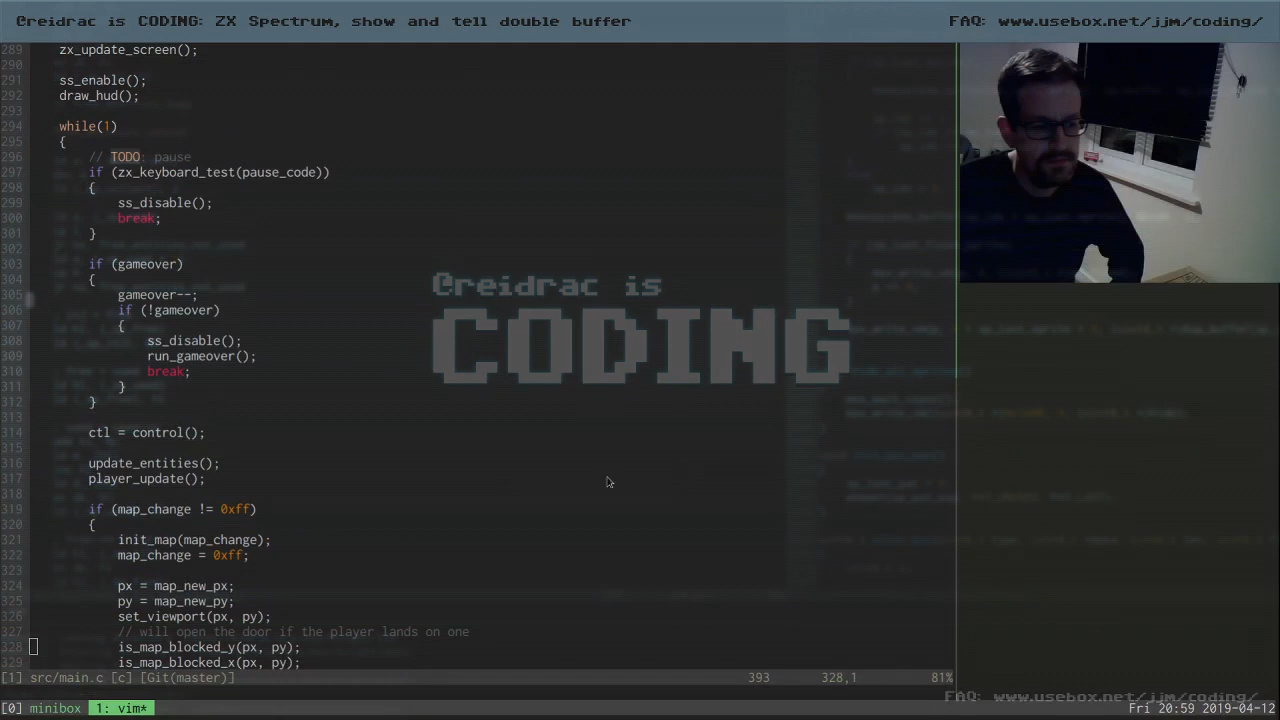 @reidrac is CODING: ZX Spectrum, show and tell double buffer
FAQ: www.usebox.net/jjm/coding/
289 zx_update_screen();
290
291 ss_enable();
292 draw_hud();
293
294 while(1)
295 {
296 // TODO: pause
297 if (zx_keyboard_test(pause_code))
298 {
299 ss_disable();
300 break;
301 }
302
303 if (gameover)
304 {
305 gameover--;
306 if (!gameover)
307 {
308 ss_disable();
309 run_gameover();
310 break;
311 }
312 }
313
314 ctl = control();
315
316 update_entities();
317 player_update();
318
319 if (map_change != 0xff)
320 {
321 init_map(map_change);
322 map_change = 0xff;
323
324 px = map_new_px;
325 py = map_new_py;
326 set_viewport(px, py);
327 // will open the door if the player lands on one
328 is_map_blocked_y(px, py);
329 is_map_blocked_x(px, py);
@reidrac is
CODING
[1] src/main.c [c] [Git(master)] 393 328,1 81%
FAQ: www.usebox.net/jjm/coding/
[0] minibox 1: vim* Fri 20:59 2019-04-12